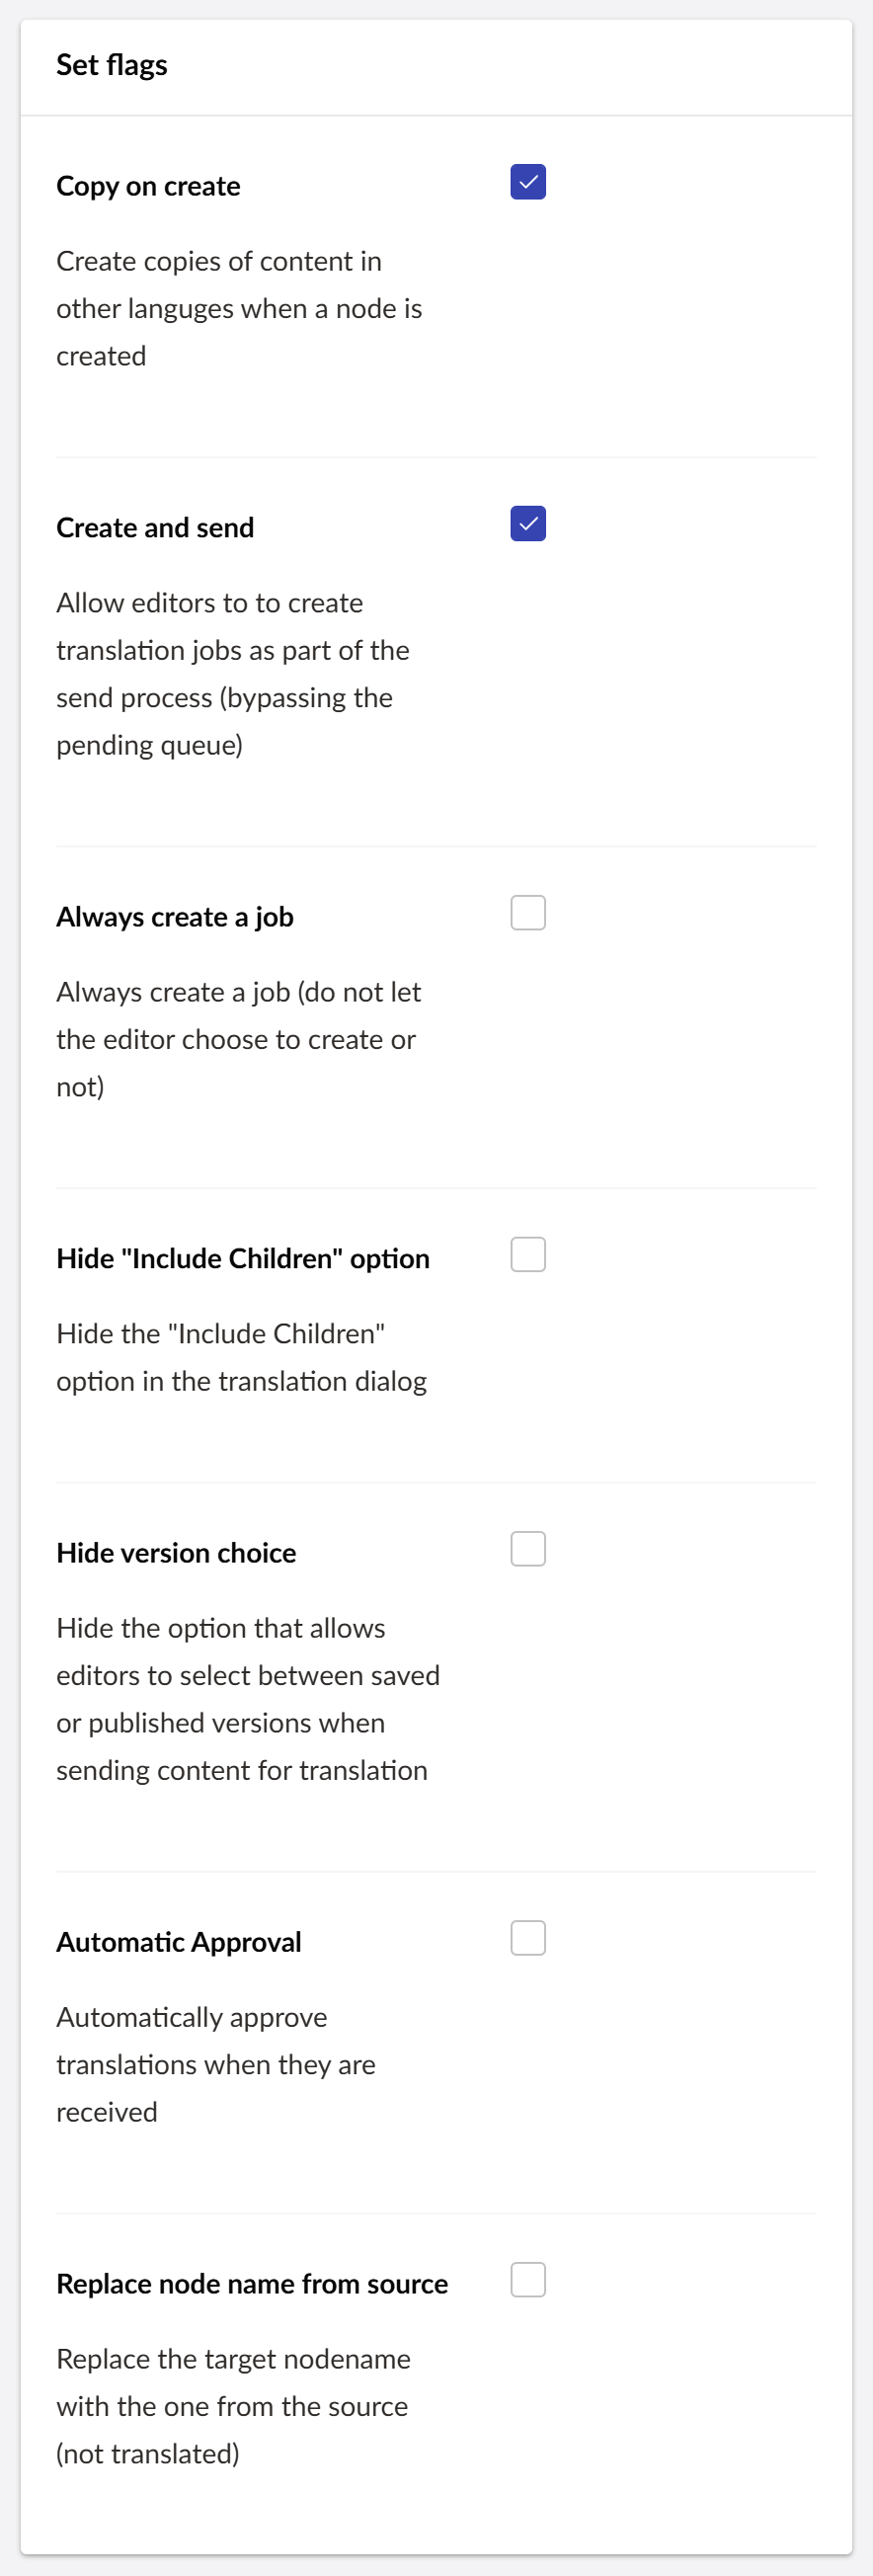 Set flags
Copy on create
Create copies of content in
other languges when a node is
created
Create and send
Allow editors to to create
translation jobs as part of the
send process (bypassing the
pending queue)
Always create a job
Always create a job (do not let
the editor choose to create or
not)
Hide "Include Children" option
Hide the "Include Children"
option in the translation dialog
Hide version choice
Hide the option that allows
editors to select between saved
or published versions when
sending content for translation
Automatic Approval
Automatically approve
translations when they are
received
Replace node name from source
Replace the target nodename
with the one from the source
(not translated)